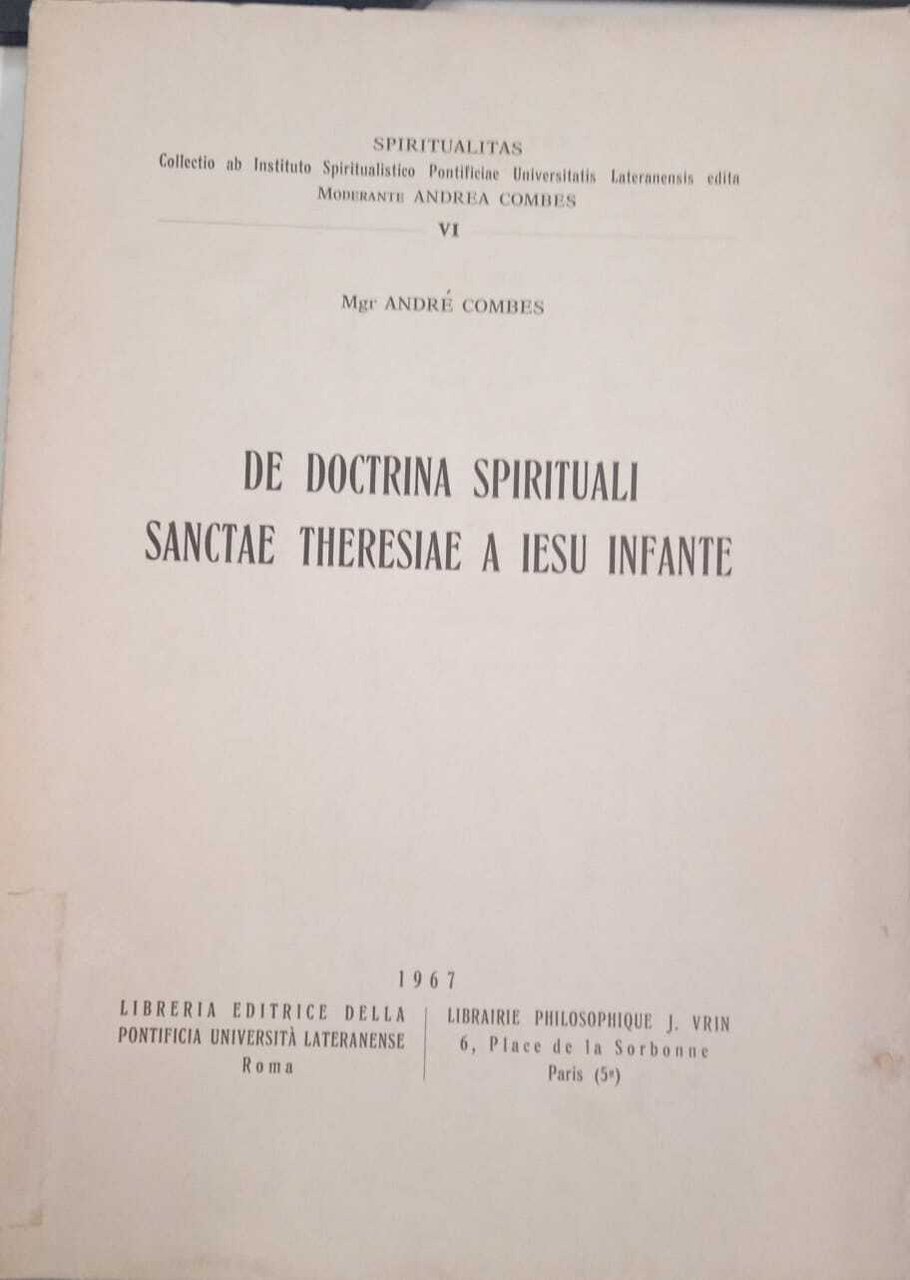 SPIRITUALITAS
Collectio ab Instituto Spiritualistico Pontificiae Universitatis Lateranensis edita
Moderante ANDREA COMBES
VI
Mgr ANDRÉ COMBES
DE DOCTRINA SPIRITUALI
SANCTAE THERESIAE A IESU INFANTE
1967
LIBRERIA EDITRICE DELLA
PONTIFICIA UNIVERSITÀ LATERANENSE
Roma
LIBRAIRIE PHILOSOPHIQUE J. VRIN
6, Place de la Sorbonne
Paris (5e)